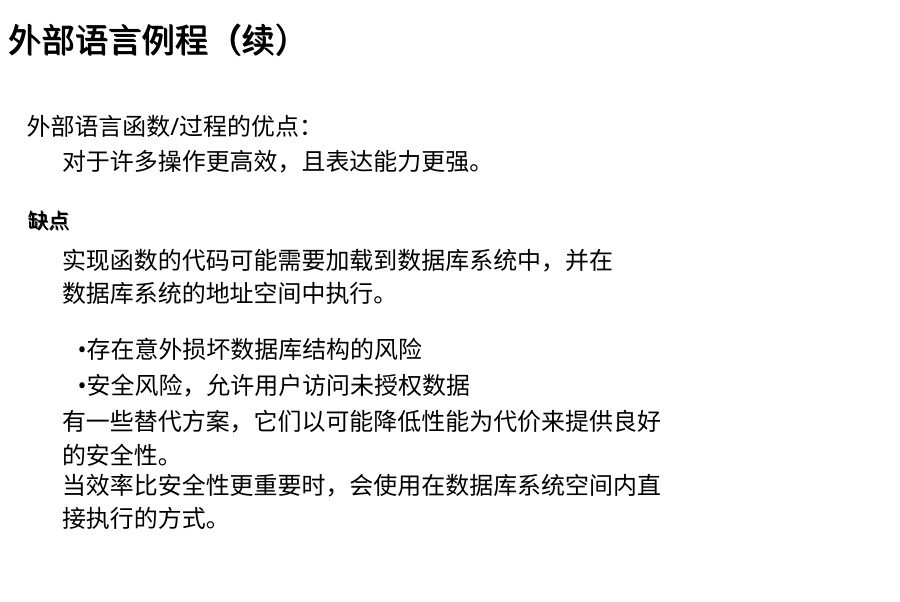 外部语言例程（续）
外部语言函数/过程的优点：
对于许多操作更高效，且表达能力更强。
缺点
实现函数的代码可能需要加载到数据库系统中，并在
数据库系统的地址空间中执行。
•存在意外损坏数据库结构的风险
•安全风险，允许用户访问未授权数据
有一些替代方案，它们以可能降低性能为代价来提供良好
的安全性。
当效率比安全性更重要时，会使用在数据库系统空间内直
接执行的方式。